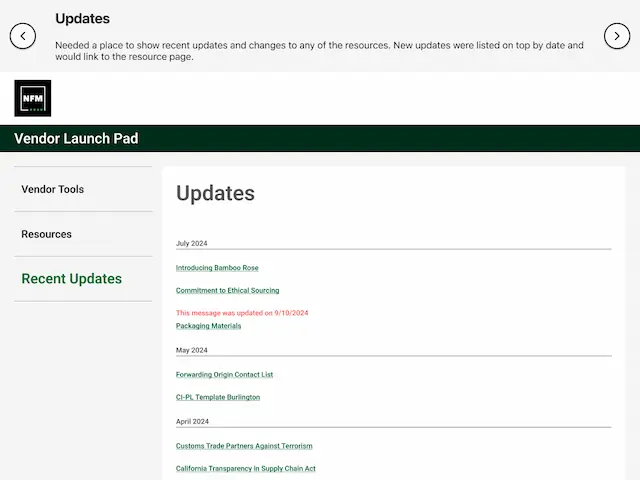 Updates
Needed a place to show recent updates and changes to any of the resources. New updates were listed on top by date and
would link to the resource page.
NFM
Vendor Launch Pad
Vendor Tools
Resources
Recent Updates
Updates
July 2024
Introducing Bamboo Rose
Commitment to Ethical Sourcing
This message was updated on 9/10/2024
Packaging Materials
May 2024
Forwarding Origin Contact List
CI-PL Template Burlington
April 2024
Customs Trade Partners Against Terrorism
California Transparency in Supply Chain Act